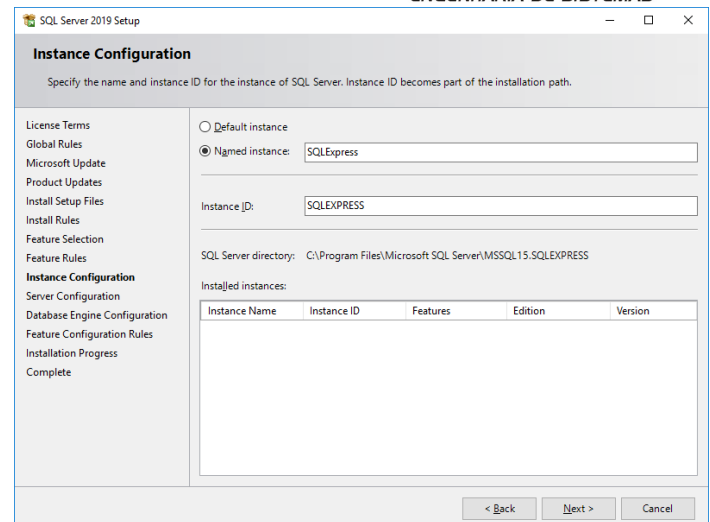 ENGENHARIA DE SISTEMAS
SQL Server 2019 Setup
Instance Configuration
Specify the name and instance ID for the instance of SQL Server. Instance ID becomes part of the installation path.
License Terms
Global Rules
Microsoft Update
Product Updates
Install Setup Files
Install Rules
Feature Selection
Feature Rules
Instance Configuration
Server Configuration
Database Engine Configuration
Feature Configuration Rules
Installation Progress
Complete
Default instance
Named instance: SQLExpress
Instance ID: SQLEXPRESS
SQL Server directory: C:\Program Files\Microsoft SQL Server\MSSQL15.SQLEXPRESS
Installed instances:
Instance Name Instance ID Features Edition Version
< Back Next > Cancel